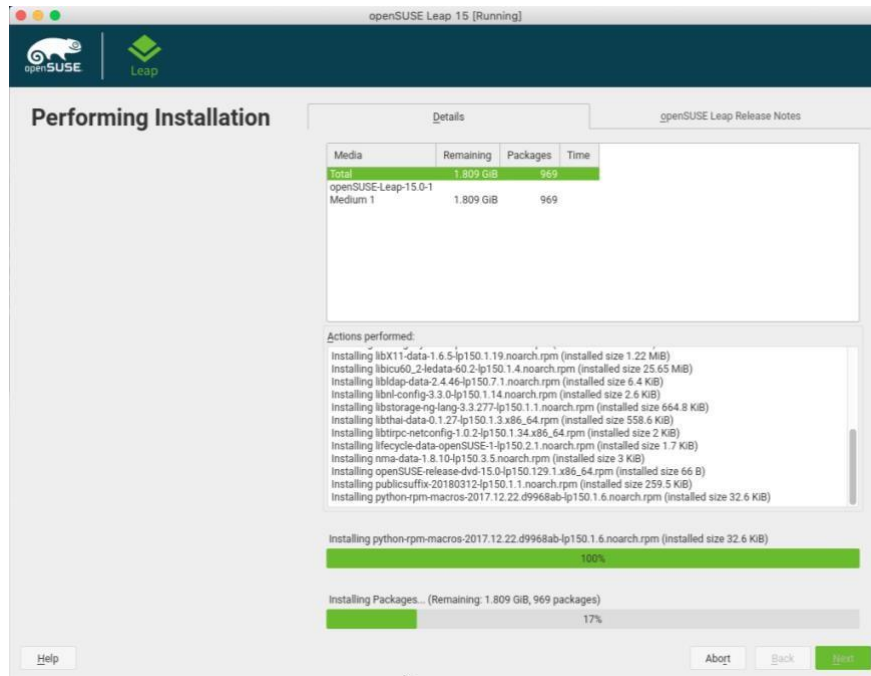 openSUSE Leap 15 [Running]
openSUSE
Leap
Performing Installation
Details
openSUSE Leap Release Notes
Media Remaining Packages Time
Total 1.809 GiB 969
openSUSE-Leap-15.0-1
Medium 1 1.809 GiB 969
Actions performed:
Installing libX11-data-1.6.5-lp150.1.19.noarch.rpm (installed size 1.22 MiB)
Installing libicu60_2-ledata-60.2-lp150.1.4.noarch.rpm (installed size 25.65 MiB)
Installing libldap-data-2.4.46-lp150.7.1.noarch.rpm (installed size 6.4 KiB)
Installing libnl-config-3.3.0-lp150.1.14.noarch.rpm (installed size 2.6 KiB)
Installing libstorage-ng-lang-3.3.277-lp150.1.1.noarch.rpm (installed size 664.8 KiB)
Installing libthai-data-0.1.27-lp150.1.3.x86_64.rpm (installed size 558.6 KiB)
Installing libtirpc-netconfig-1.0.2-lp150.1.34.x86_64.rpm (installed size 2 KiB)
Installing lifecycle-data-openSUSE-1-lp150.2.1.noarch.rpm (installed size 1.7 KiB)
Installing nma-data-1.8.10-lp150.3.5.noarch.rpm (installed size 3 KiB)
Installing openSUSE-release-dvd-15.0-lp150.129.1.x86_64.rpm (installed size 66 B)
Installing publicsuffix-20180312-lp150.1.1.noarch.rpm (installed size 259.5 KiB)
Installing python-rpm-macros-2017.12.22.d9968ab-lp150.1.6.noarch.rpm (installed size 32.6 KiB)
Installing python-rpm-macros-2017.12.22.d9968ab-lp150.1.6.noarch.rpm (installed size 32.6 KiB)
100%
Installing Packages... (Remaining: 1.809 GiB, 969 packages)
17%
Help
Abort
Back
Next